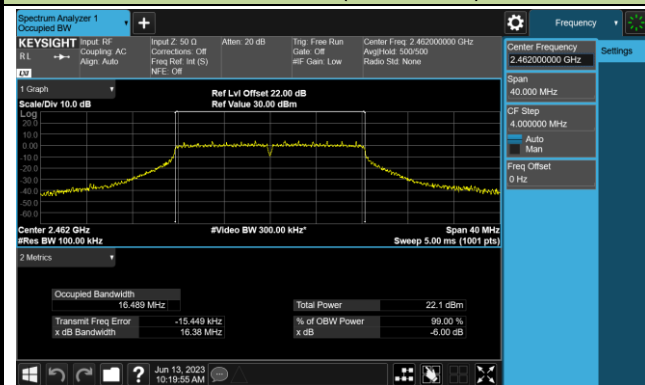 Spectrum Analyzer 1
Occupied BW
Frequency
KEYSIGHT
RL
LXI
Input: RF
Coupling: AC
Align: Auto
Input Z: 50 Ω
Corrections: Off
Freq Ref: Int (S)
NFE: Off
Atten: 20 dB
Trig: Free Run
Gate: Off
#IF Gain: Low
Center Freq: 2.462000000 GHz
Avg|Hold: 500/500
Radio Std: None
Center Frequency
2.462000000 GHz
Settings
Span
40.000 MHz
CF Step
4.000000 MHz
Auto
Man
Freq Offset
0 Hz
1 Graph
Scale/Div 10.0 dB
Ref Lvl Offset 22.00 dB
Ref Value 30.00 dBm
Log
20.0
10.0
0.00
-10.0
-20.0
-30.0
-40.0
-50.0
-60.0
Center 2.462 GHz
#Res BW 100.00 kHz
#Video BW 300.00 kHz*
Span 40 MHz
Sweep 5.00 ms (1001 pts)
2 Metrics
Occupied Bandwidth
16.489 MHz
Total Power 22.1 dBm
Transmit Freq Error -15.449 kHz
% of OBW Power 99.00 %
x dB Bandwidth 16.38 MHz
x dB -6.00 dB
Jun 13, 2023
10:19:55 AM